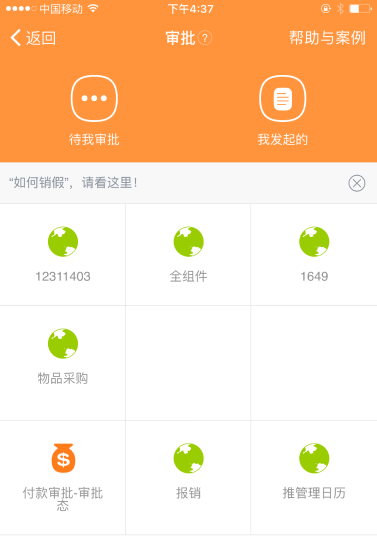 中国移动 下午4:37
返回 审批? 帮助与案例
待我审批 我发起的
“如何销假”，请看这里！
12311403 全组件 1649
物品采购
付款审批-审批 报销 推管理日历
态